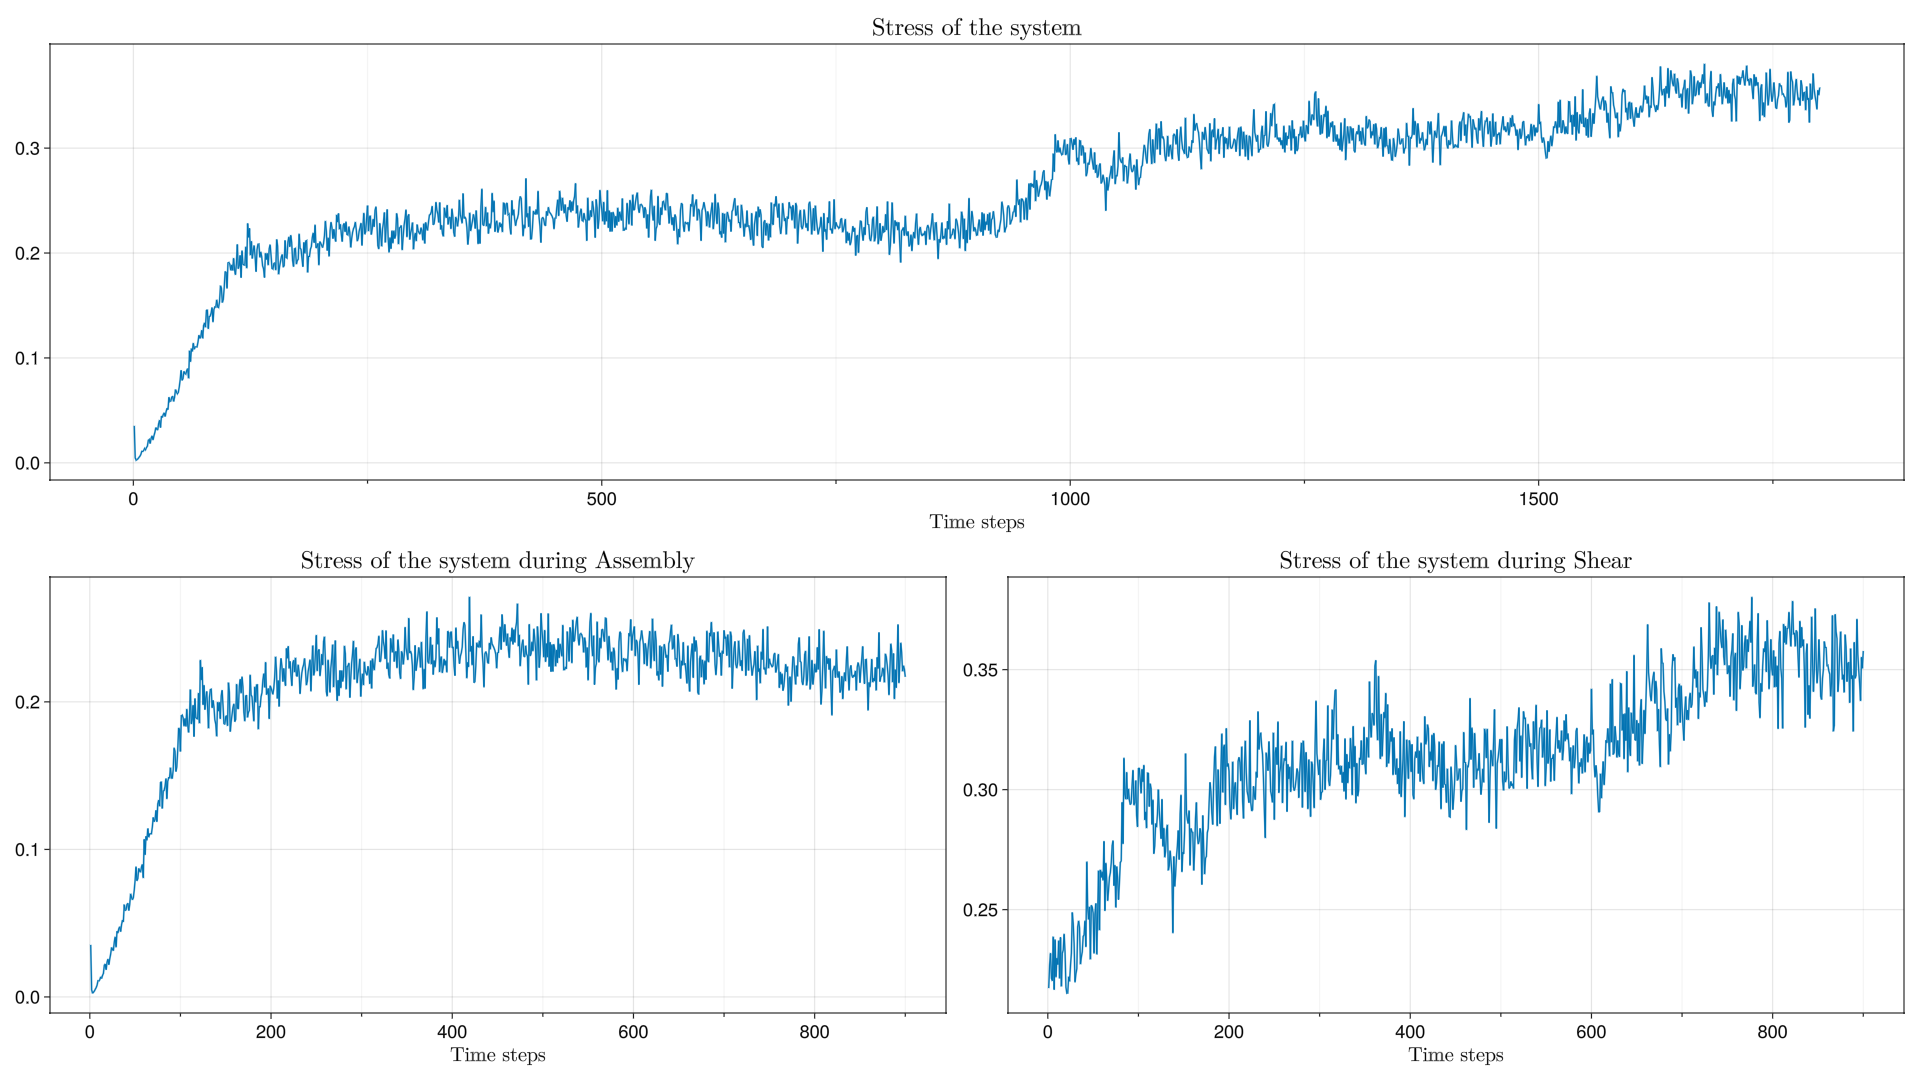 Stress of the system
0.3
0.2
0.1
0.0
0 500 1000 1500
Time steps
Stress of the system during Assembly
0.2
0.1
0.0
0 200 400 600 800
Time steps
Stress of the system during Shear
0.35
0.30
0.25
0 200 400 600 800
Time steps